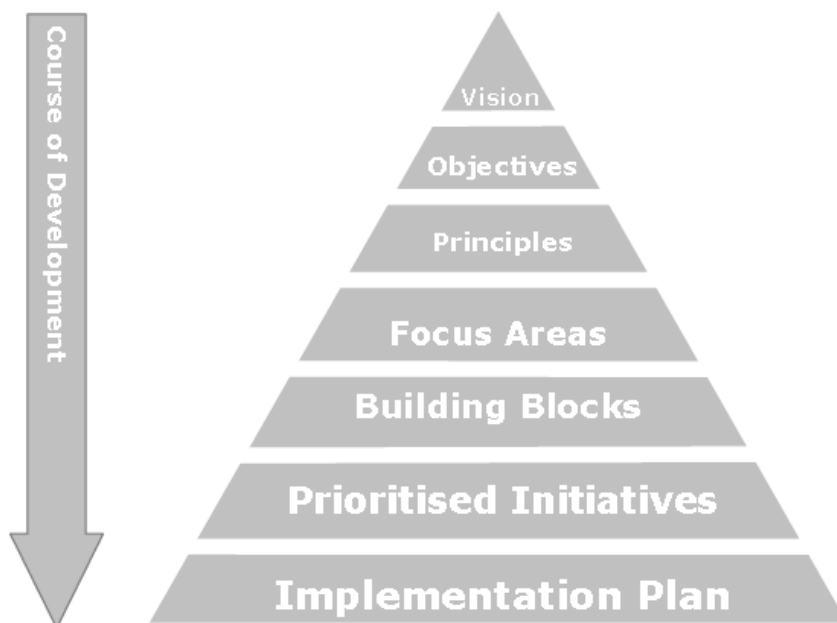 Course of Development
Vision
Objectives
Principles
Focus Areas
Building Blocks
Prioritised Initiatives
Implementation Plan